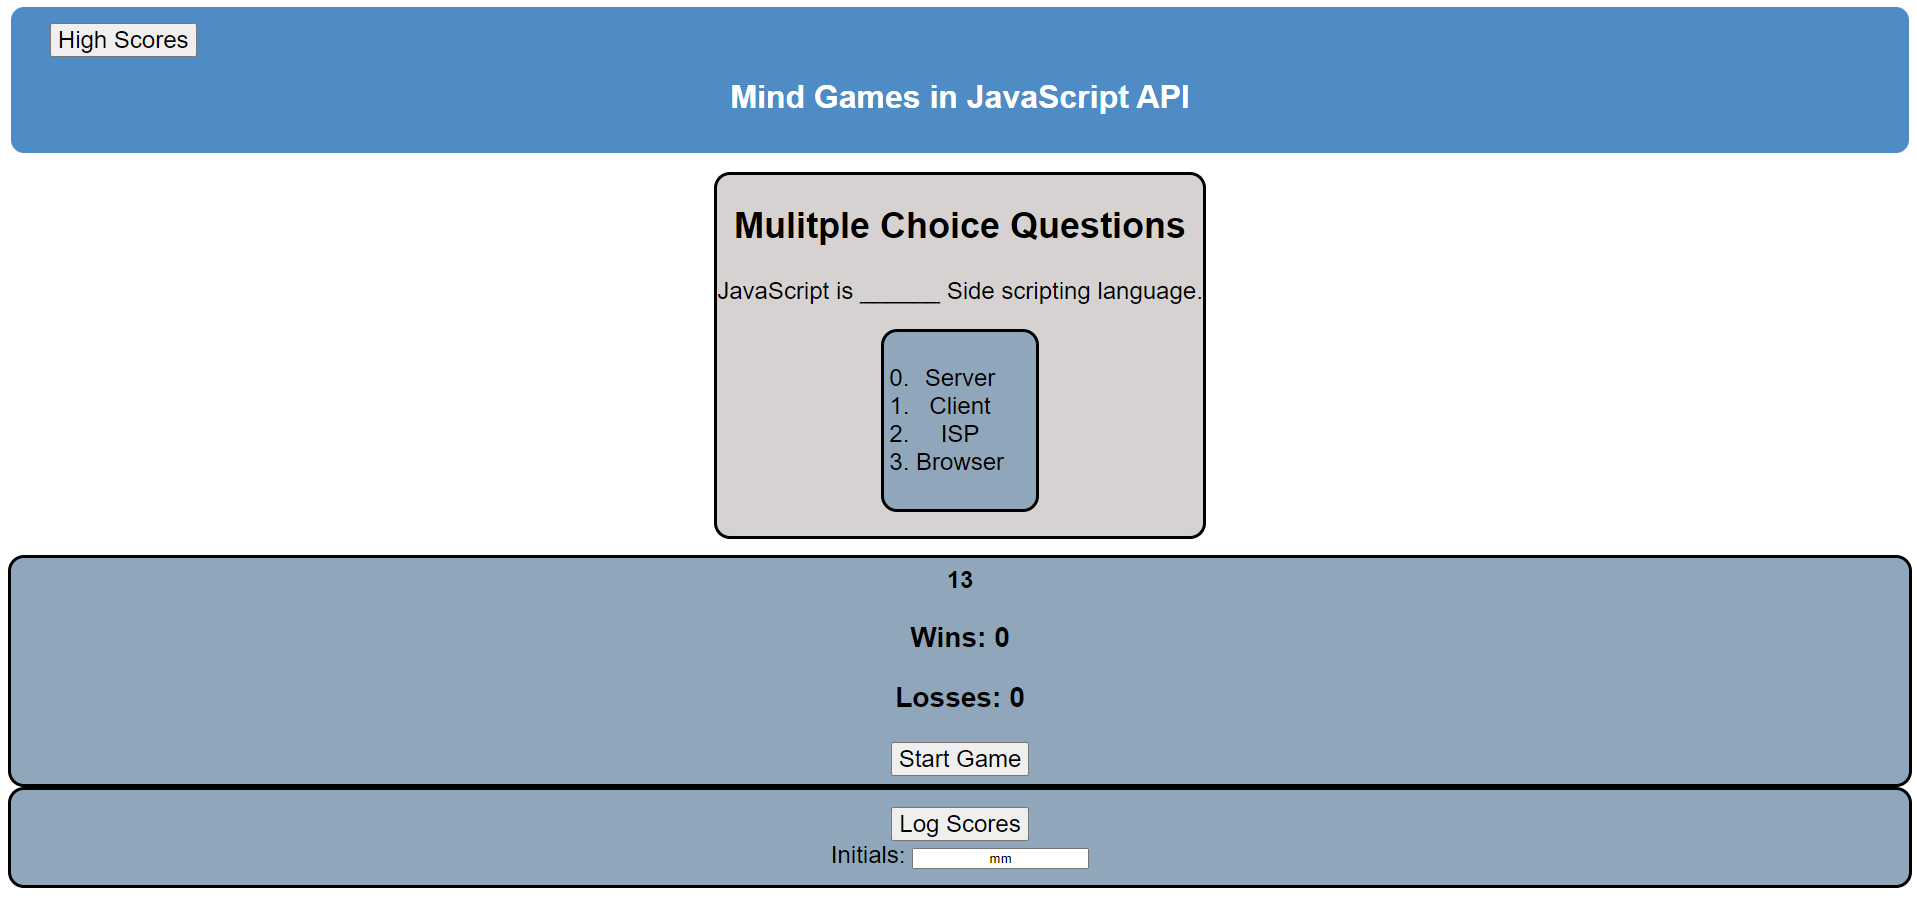 High Scores
Mind Games in JavaScript API
Mulitple Choice Questions
JavaScript is ______ Side scripting language.
0. Server
1. Client
2. ISP
3. Browser
13
Wins: 0
Losses: 0
Start Game
Log Scores
Initials: mm